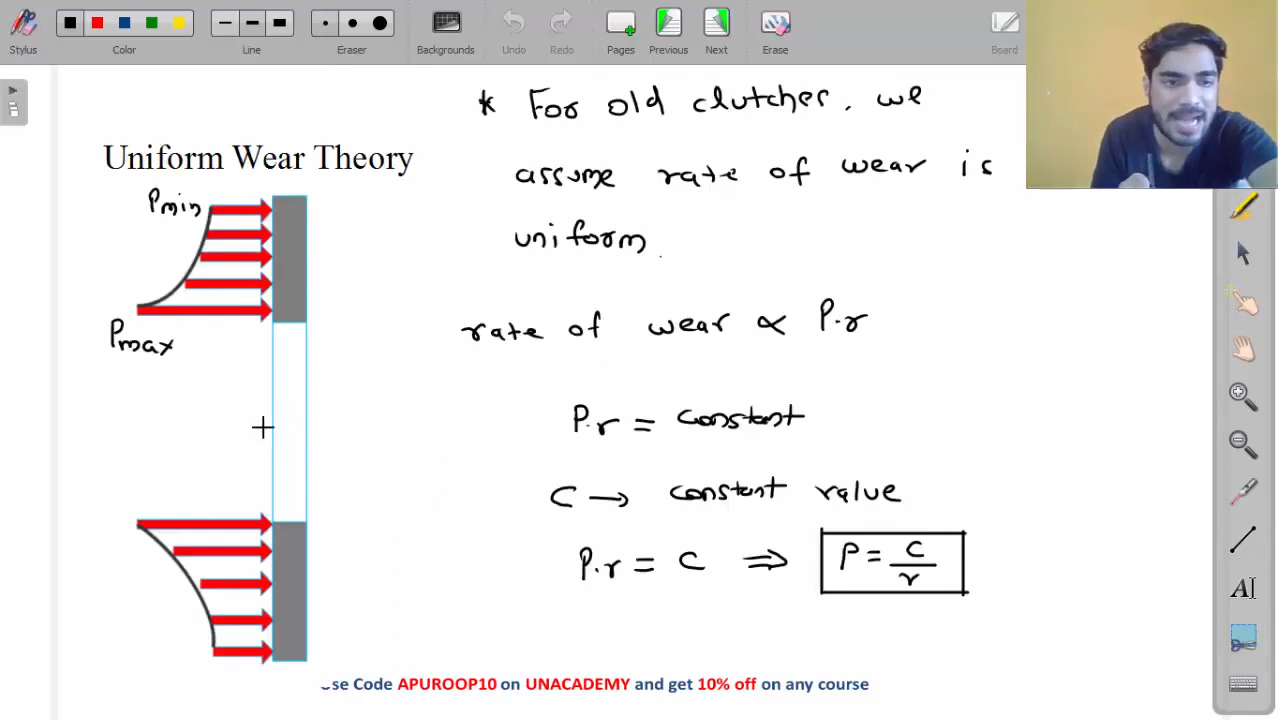 Stylus
Color
Line
Eraser
Backgrounds
Undo
Redo
Pages
Previous
Next
Erase
Board
* For old clutches, we
assume rate of wear is
uniform.
Uniform Wear Theory
Pmin
Pmax
rate of wear ∝ P.r
P.r = constant
C → constant value
P.r = C ⇒ P = C/r
se Code APUROOP10 on UNACADEMY and get 10% off on any course